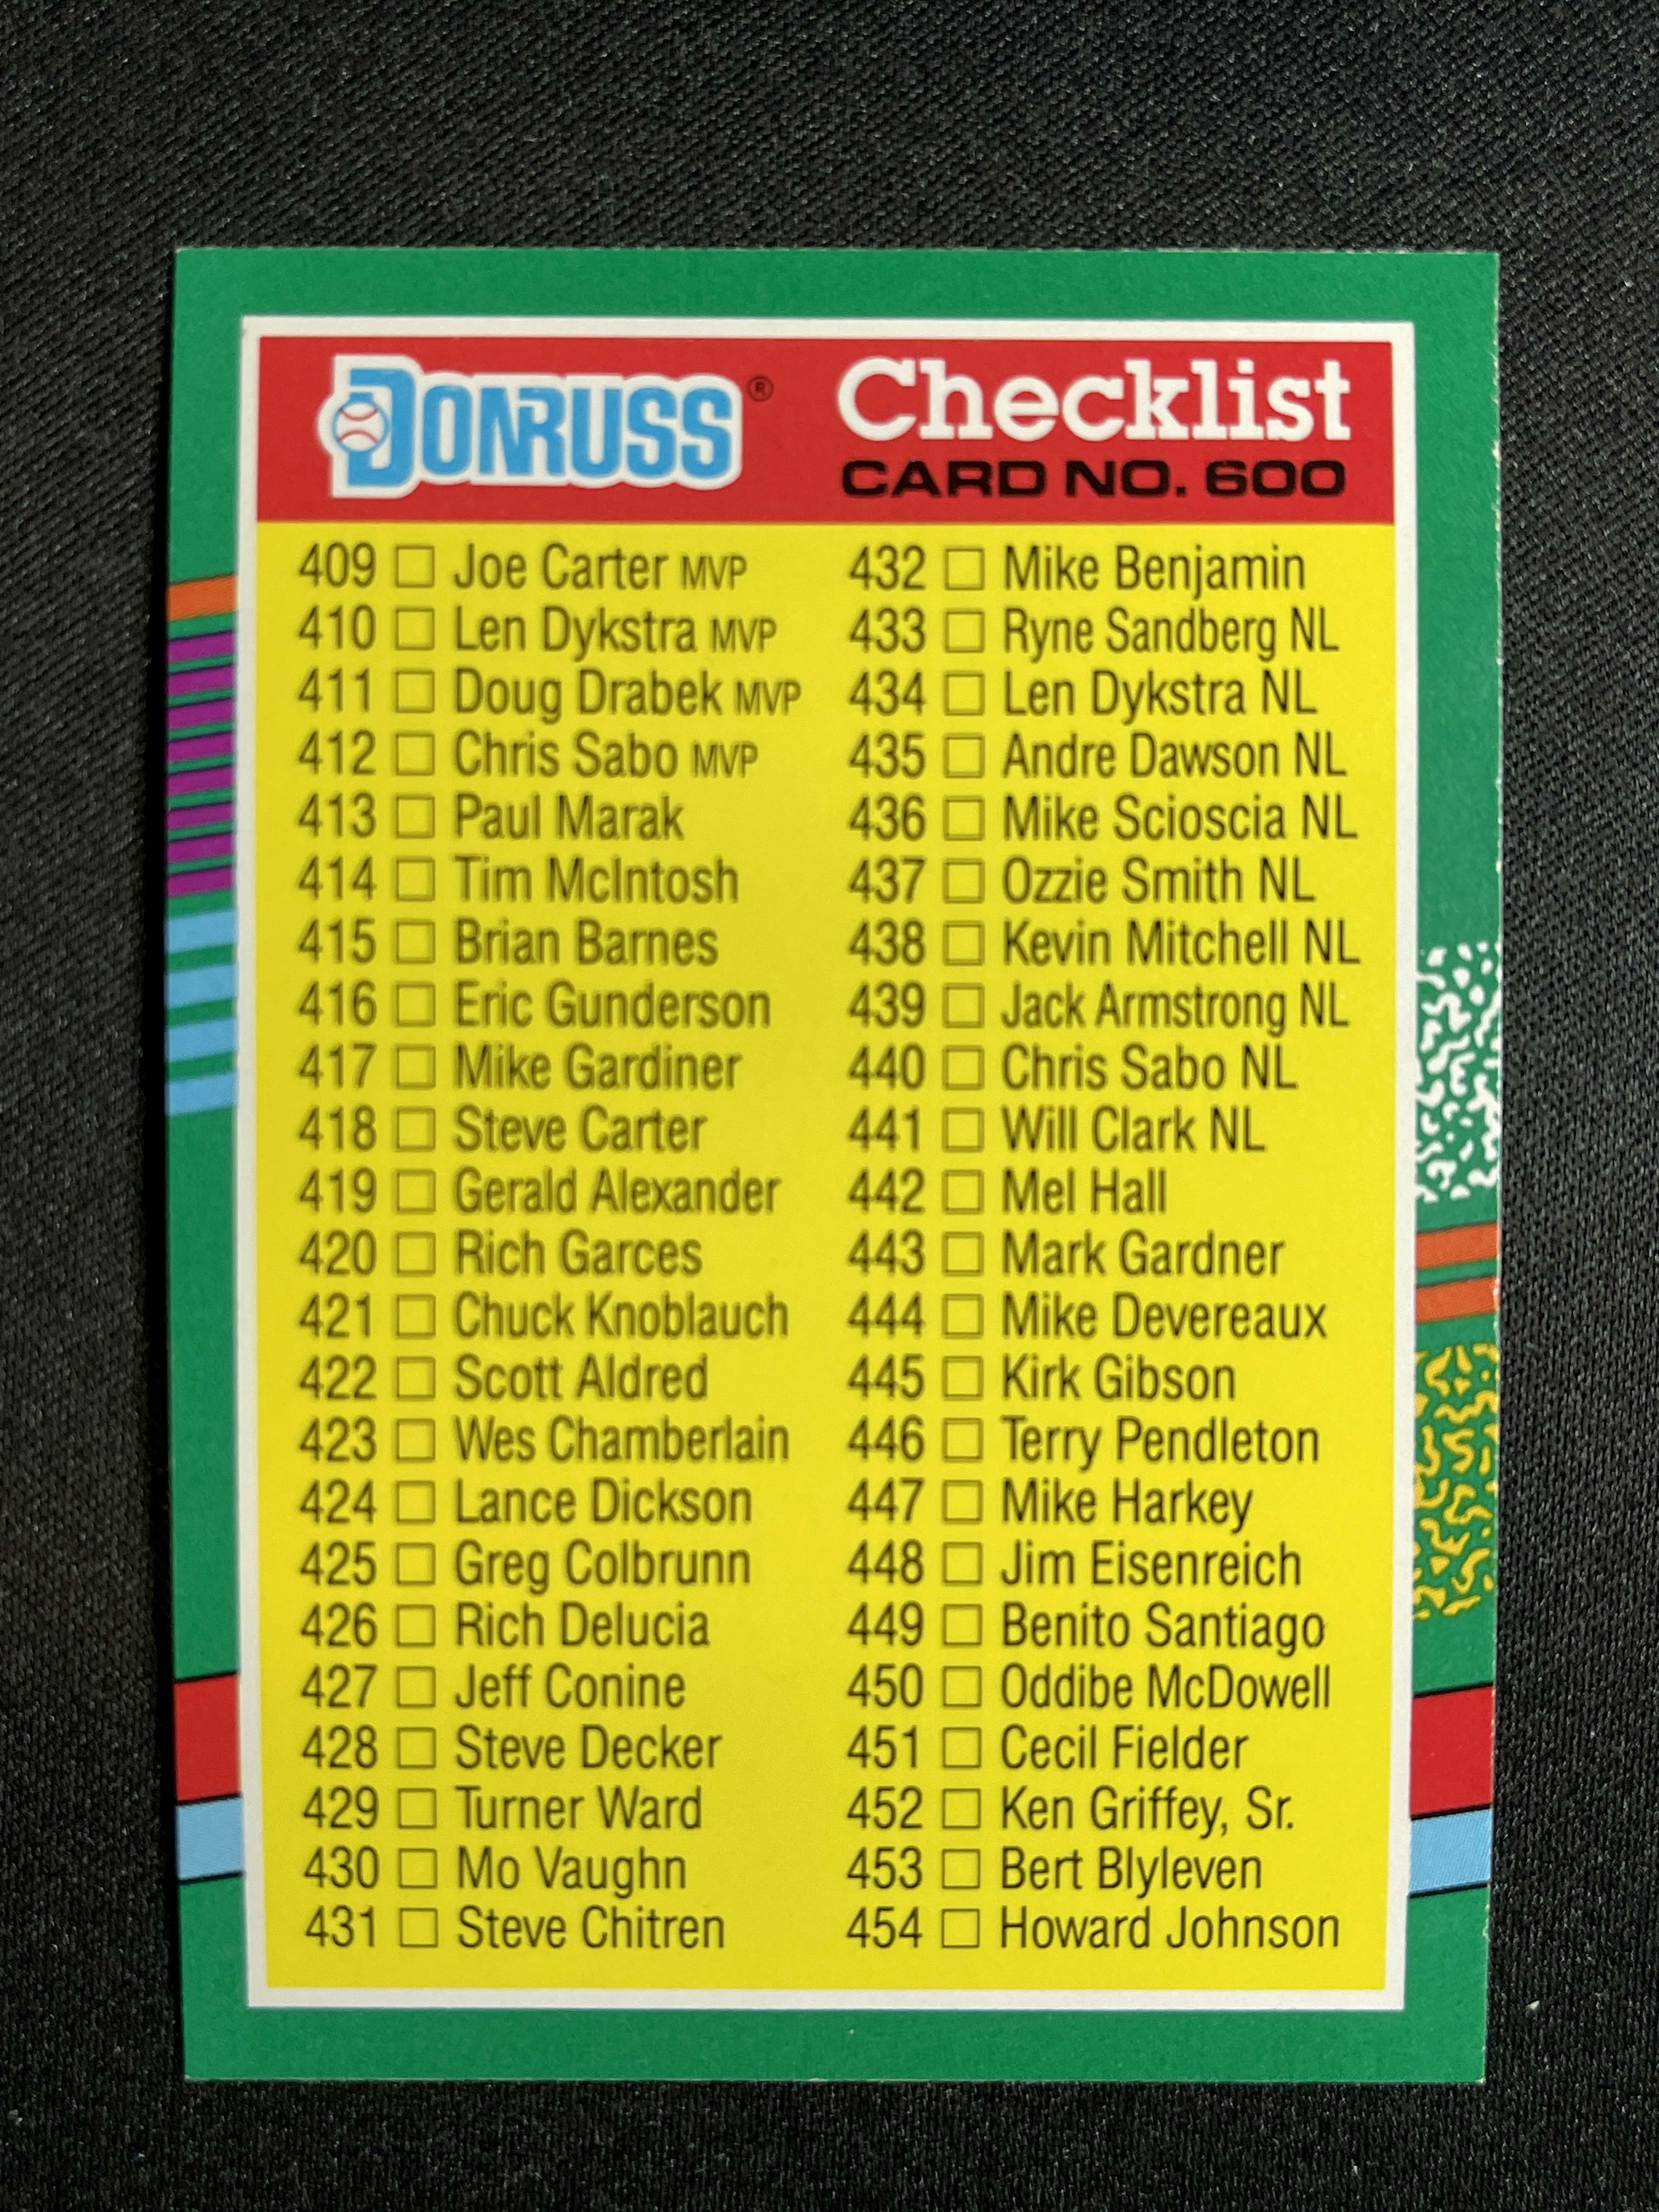 DONRUSS®
Checklist
CARD NO. 600
409 Joe Carter MVP
410 Len Dykstra MVP
411 Doug Drabek MVP
412 Chris Sabo MVP
413 Paul Marak
414 Tim McIntosh
415 Brian Barnes
416 Eric Gunderson
417 Mike Gardiner
418 Steve Carter
419 Gerald Alexander
420 Rich Garces
421 Chuck Knoblauch
422 Scott Aldred
423 Wes Chamberlain
424 Lance Dickson
425 Greg Colbrunn
426 Rich Delucia
427 Jeff Conine
428 Steve Decker
429 Turner Ward
430 Mo Vaughn
431 Steve Chitren
432 Mike Benjamin
433 Ryne Sandberg NL
434 Len Dykstra NL
435 Andre Dawson NL
436 Mike Scioscia NL
437 Ozzie Smith NL
438 Kevin Mitchell NL
439 Jack Armstrong NL
440 Chris Sabo NL
441 Will Clark NL
442 Mel Hall
443 Mark Gardner
444 Mike Devereaux
445 Kirk Gibson
446 Terry Pendleton
447 Mike Harkey
448 Jim Eisenreich
449 Benito Santiago
450 Oddibe McDowell
451 Cecil Fielder
452 Ken Griffey, Sr.
453 Bert Blyleven
454 Howard Johnson